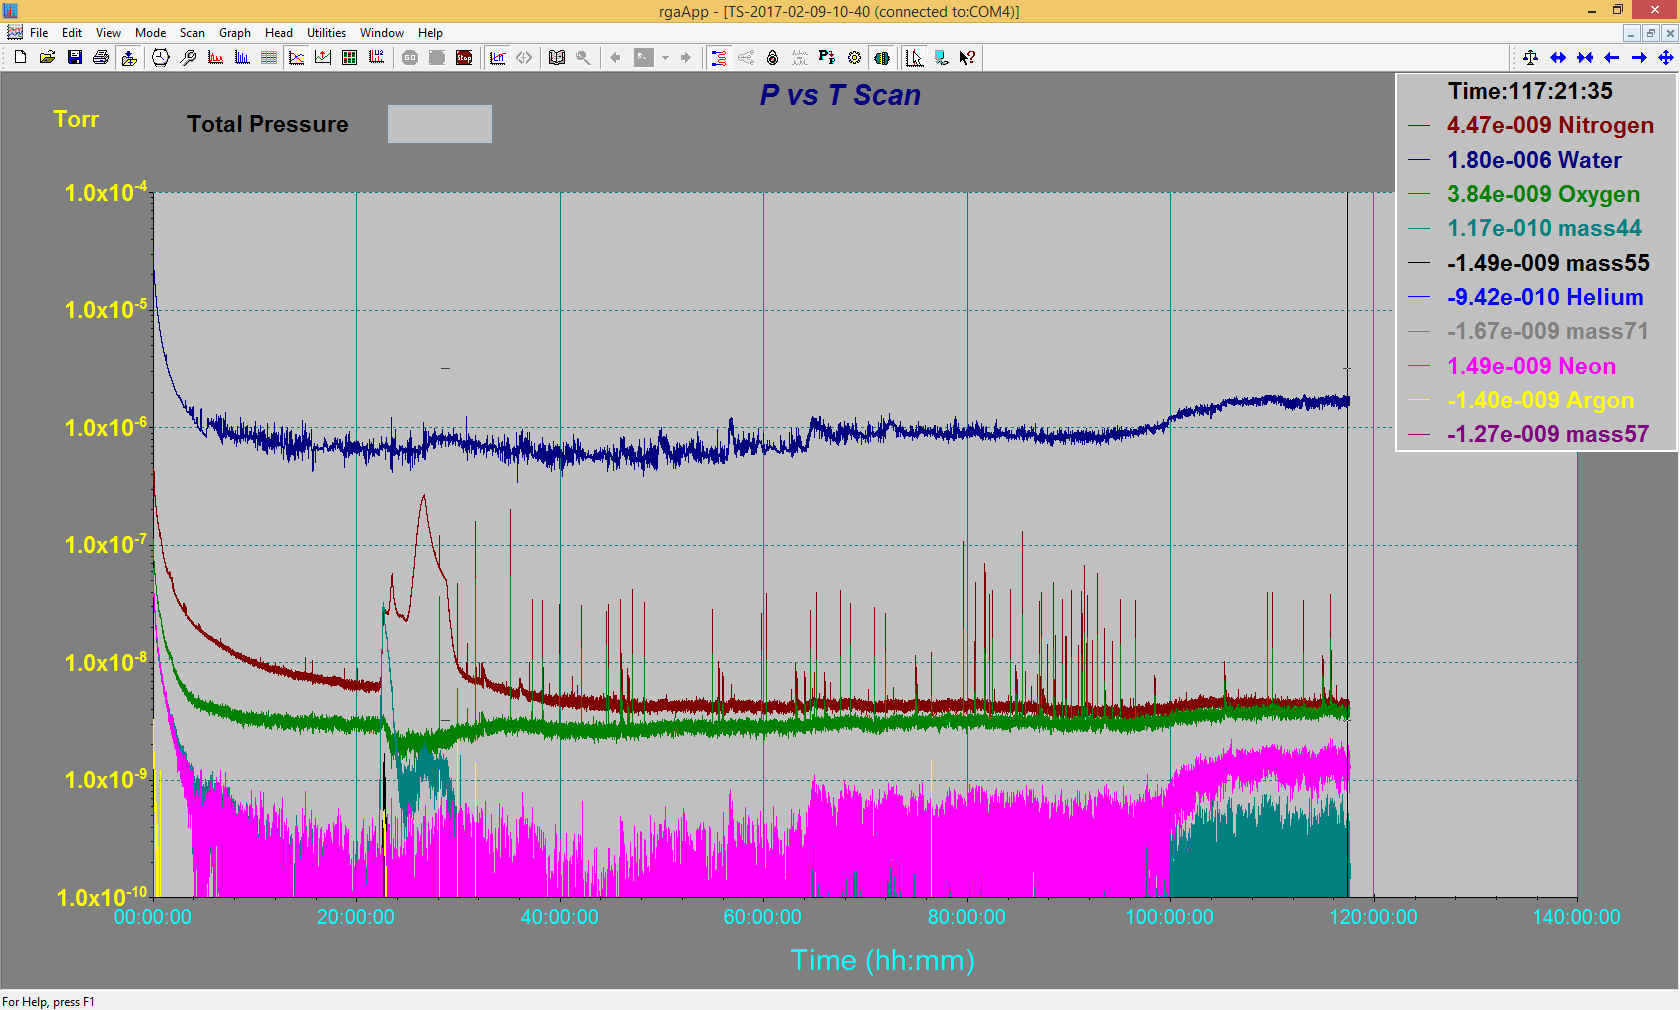 rgaApp - [TS-2017-02-09-10-40 (connected to:COM4)]
File Edit View Mode Scan Graph Head Utilities Window Help
GO Stop
P vs T Scan
Torr
Total Pressure
Time:117:21:35
4.47e-009 Nitrogen
1.80e-006 Water
3.84e-009 Oxygen
1.17e-010 mass44
-1.49e-009 mass55
-9.42e-010 Helium
-1.67e-009 mass71
1.49e-009 Neon
-1.40e-009 Argon
-1.27e-009 mass57
1.0x10-4
1.0x10-5
1.0x10-6
1.0x10-7
1.0x10-8
1.0x10-9
1.0x10-10
00:00:00 20:00:00 40:00:00 60:00:00 80:00:00 100:00:00 120:00:00 140:00:00
Time (hh:mm)
For Help, press F1